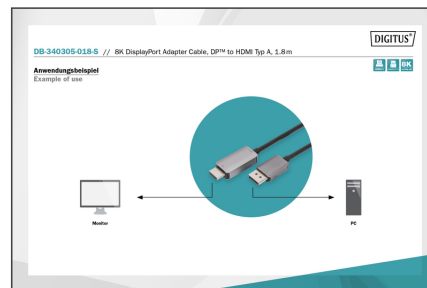 DIGITUS®
DB-340305-018-S // 8K DisplayPort Adapter Cable, DP™ to HDMI Typ A, 1.8 m
Anwendungsbeispiel
Example of use
8K
Monitor
PC